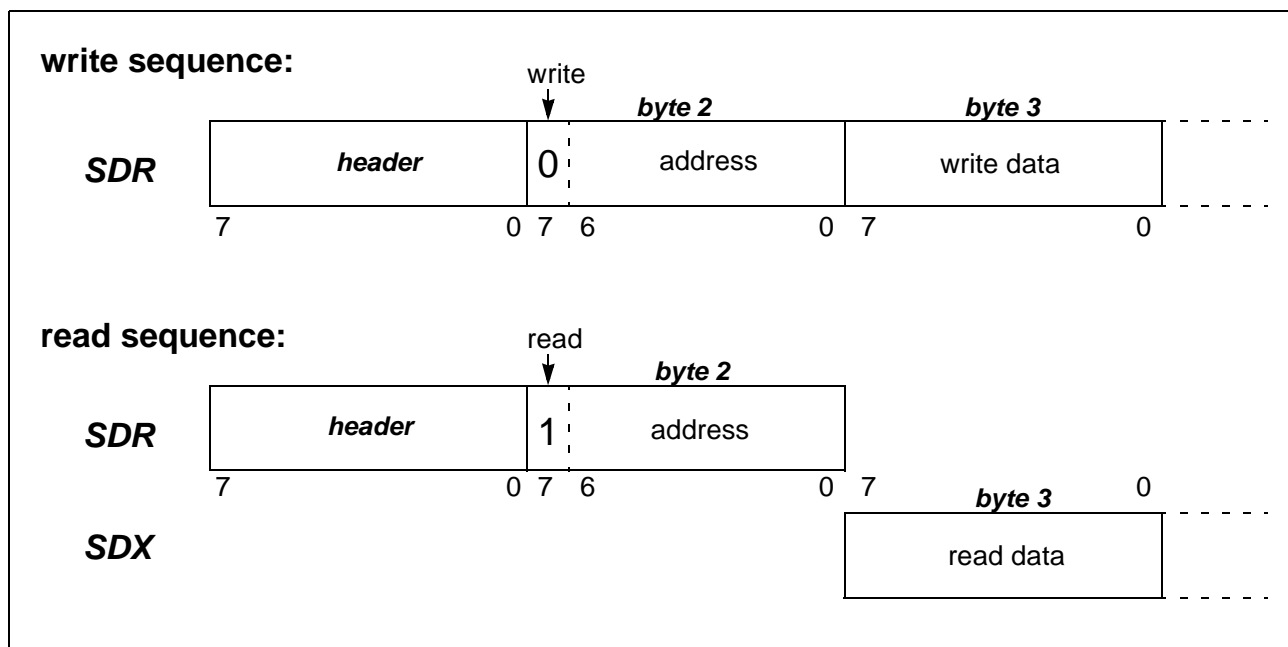 write sequence:
write
byte 2 byte 3
SDR header 0 address write data
7 0 7 6 0 7 0
read sequence:
read
byte 2
SDR header 1 address
7 0 7 6 0 7 0
byte 3
SDX read data